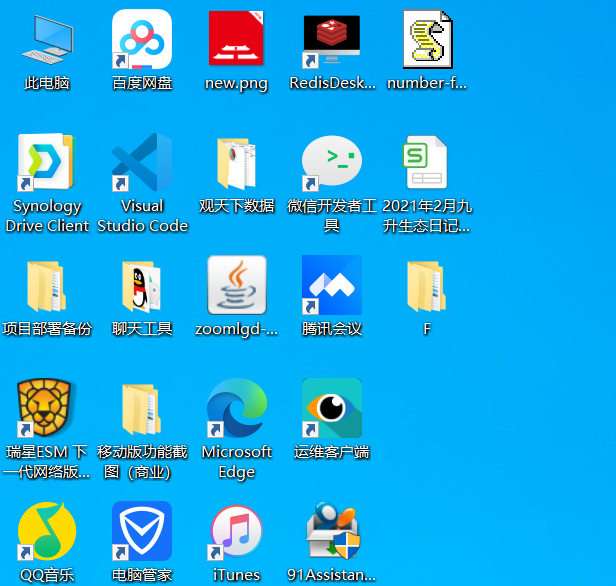 此电脑
百度网盘
new.png
RedisDesk...
number-f...
Synology
Drive Client
Visual
Studio Code
观天下数据
微信开发者工
具
2021年2月九
升生态日记...
项目部署备份
聊天工具
zoomlgd-...
腾讯会议
F
瑞星ESM 下
一代网络版...
移动版功能截
图（商业）
Microsoft
Edge
运维客户端
QQ音乐
电脑管家
iTunes
91Assistan...